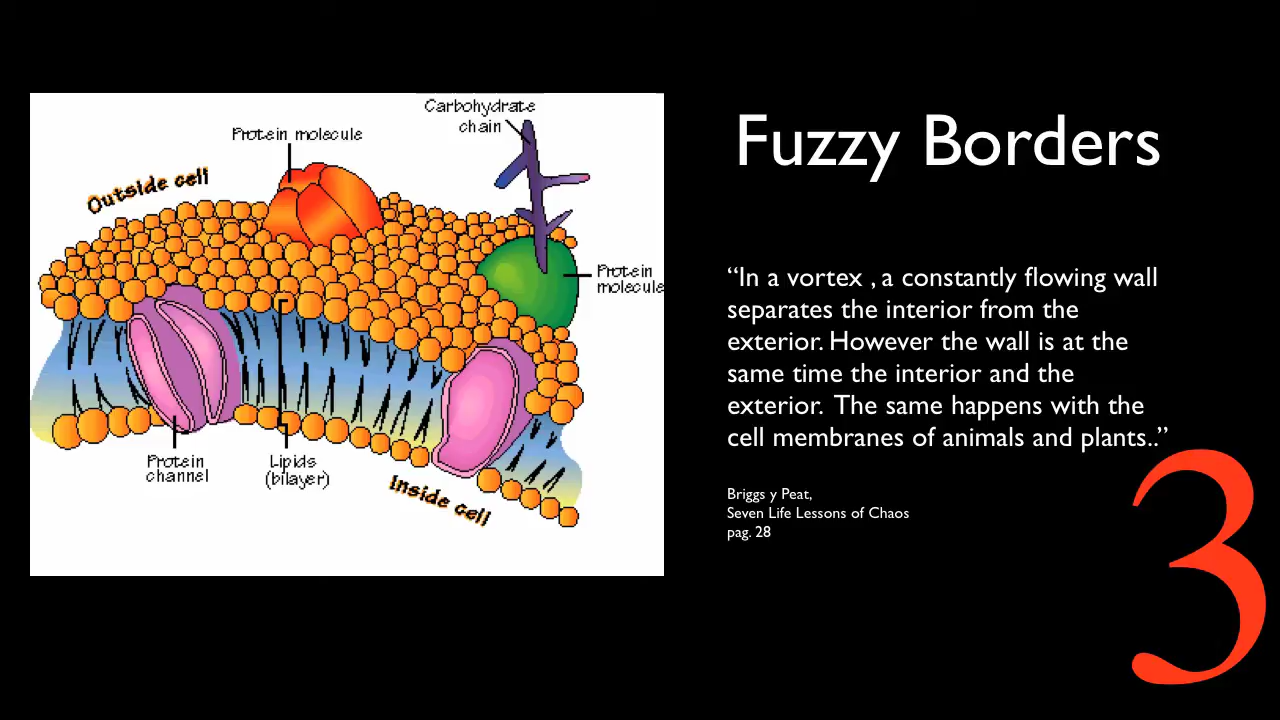 Carbohydrate
chain
Protein molecule
Outside cell
Protein
molecule
Protein
channel
Lipids
(bilayer)
Inside cell
Fuzzy Borders
“In a vortex , a constantly flowing wall
separates the interior from the
exterior. However the wall is at the
same time the interior and the
exterior.  The same happens with the
cell membranes of animals and plants..”
Briggs y Peat,
Seven Life Lessons of Chaos
pag. 28
3